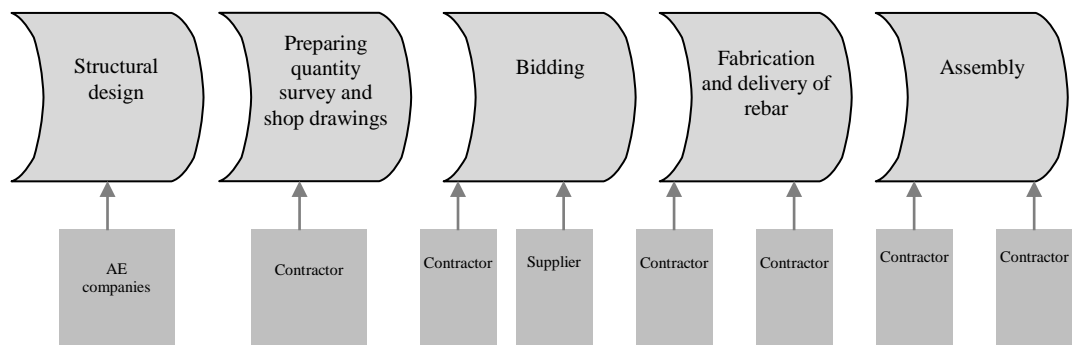 Structural
design
Preparing
quantity
survey and
shop drawings
Bidding
Fabrication
and delivery of
rebar
Assembly
AE
companies
Contractor
Contractor
Supplier
Contractor
Contractor
Contractor
Contractor